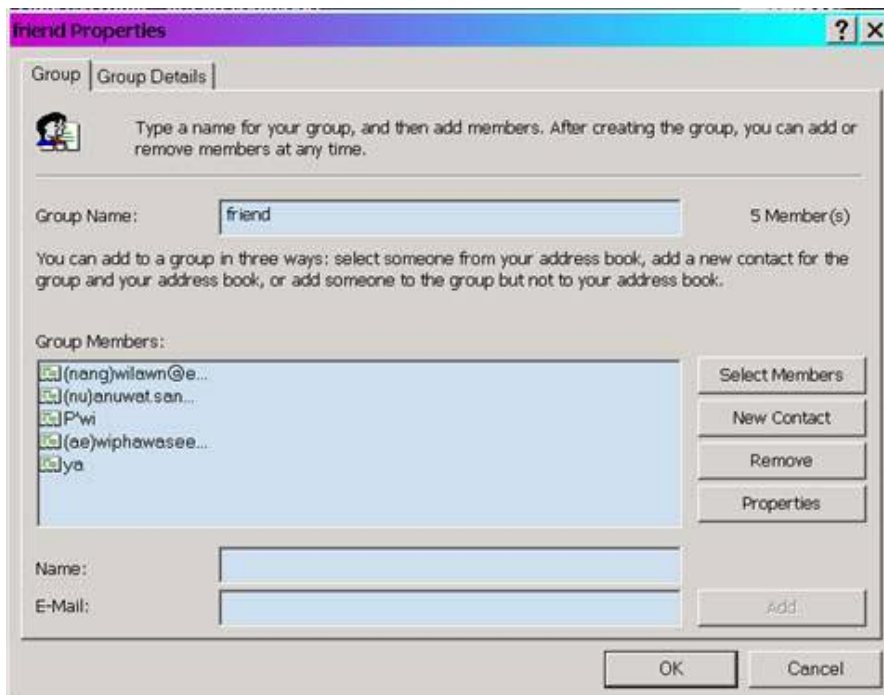 friend Properties
Group
Group Details
Type a name for your group, and then add members. After creating the group, you can add or
remove members at any time.
Group Name:
friend
5 Member(s)
You can add to a group in three ways: select someone from your address book, add a new contact for the
group and your address book, or add someone to the group but not to your address book.
Group Members:
(nang)wilawn@e...
(nu)anuwat.san...
P'wi
(ae)wiphawasee...
ya
Select Members
New Contact
Remove
Properties
Name:
E-Mail:
Add
OK
Cancel